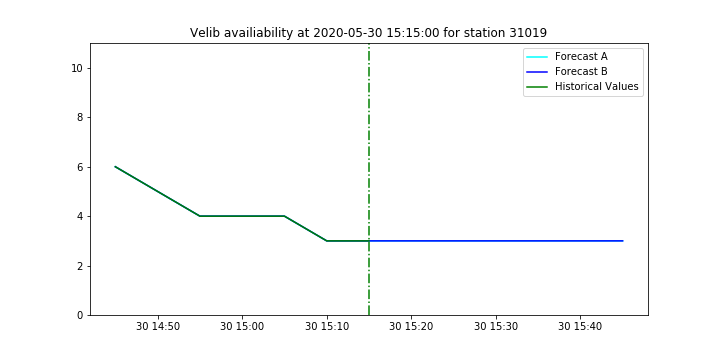 Velib availiability at 2020-05-30 15:15:00 for station 31019
Forecast A
Forecast B
Historical Values
10
8
6
4
2
0
30 14:50 30 15:00 30 15:10 30 15:20 30 15:30 30 15:40